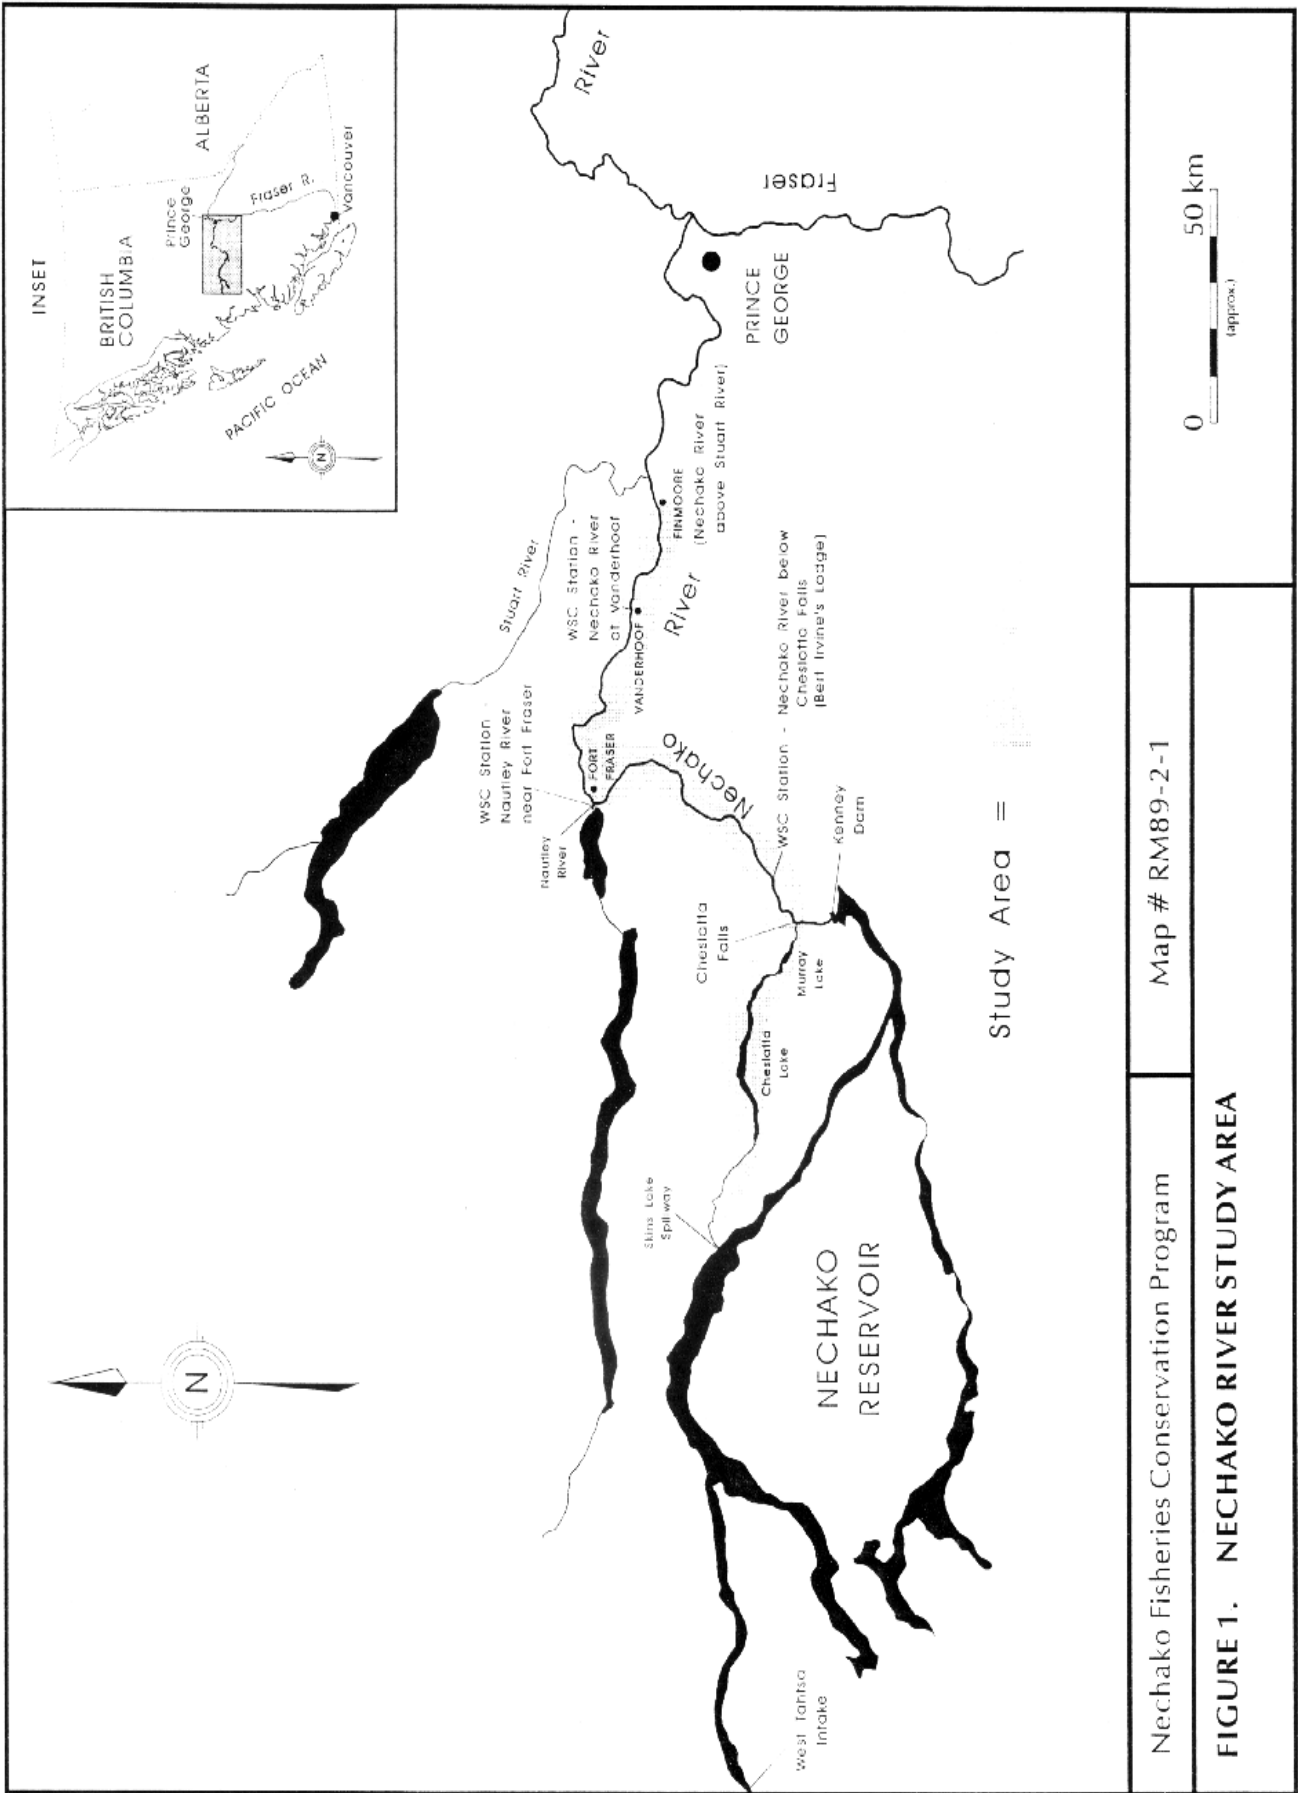 INSET
BRITISH
COLUMBIA
ALBERTA
Prince
George
Fraser R.
Vancouver
PACIFIC OCEAN
N
N
River
Fraser
PRINCE
GEORGE
Stuart River
WSC Station -
Nechako River
at Vanderhoof
FINMOORE
(Nechako River
above Stuart River)
VANDERHOOF
River
WSC Station -
Nautley River
near Fort Fraser
FORT
FRASER
Nautley
River
Nechako
WSC Station - Nechako River below
Cheslatta Falls
(Bert Irvine's Lodge)
Kenney
Dam
Cheslatta
Falls
Murray
Lake
Cheslatta
Lake
Skins Lake
Spillway
NECHAKO
RESERVOIR
West Tahtsa
Intake
Study Area =
Nechako Fisheries Conservation Program
Map # RM89-2-1
0 50 km
(approx.)
FIGURE 1. NECHAKO RIVER STUDY AREA